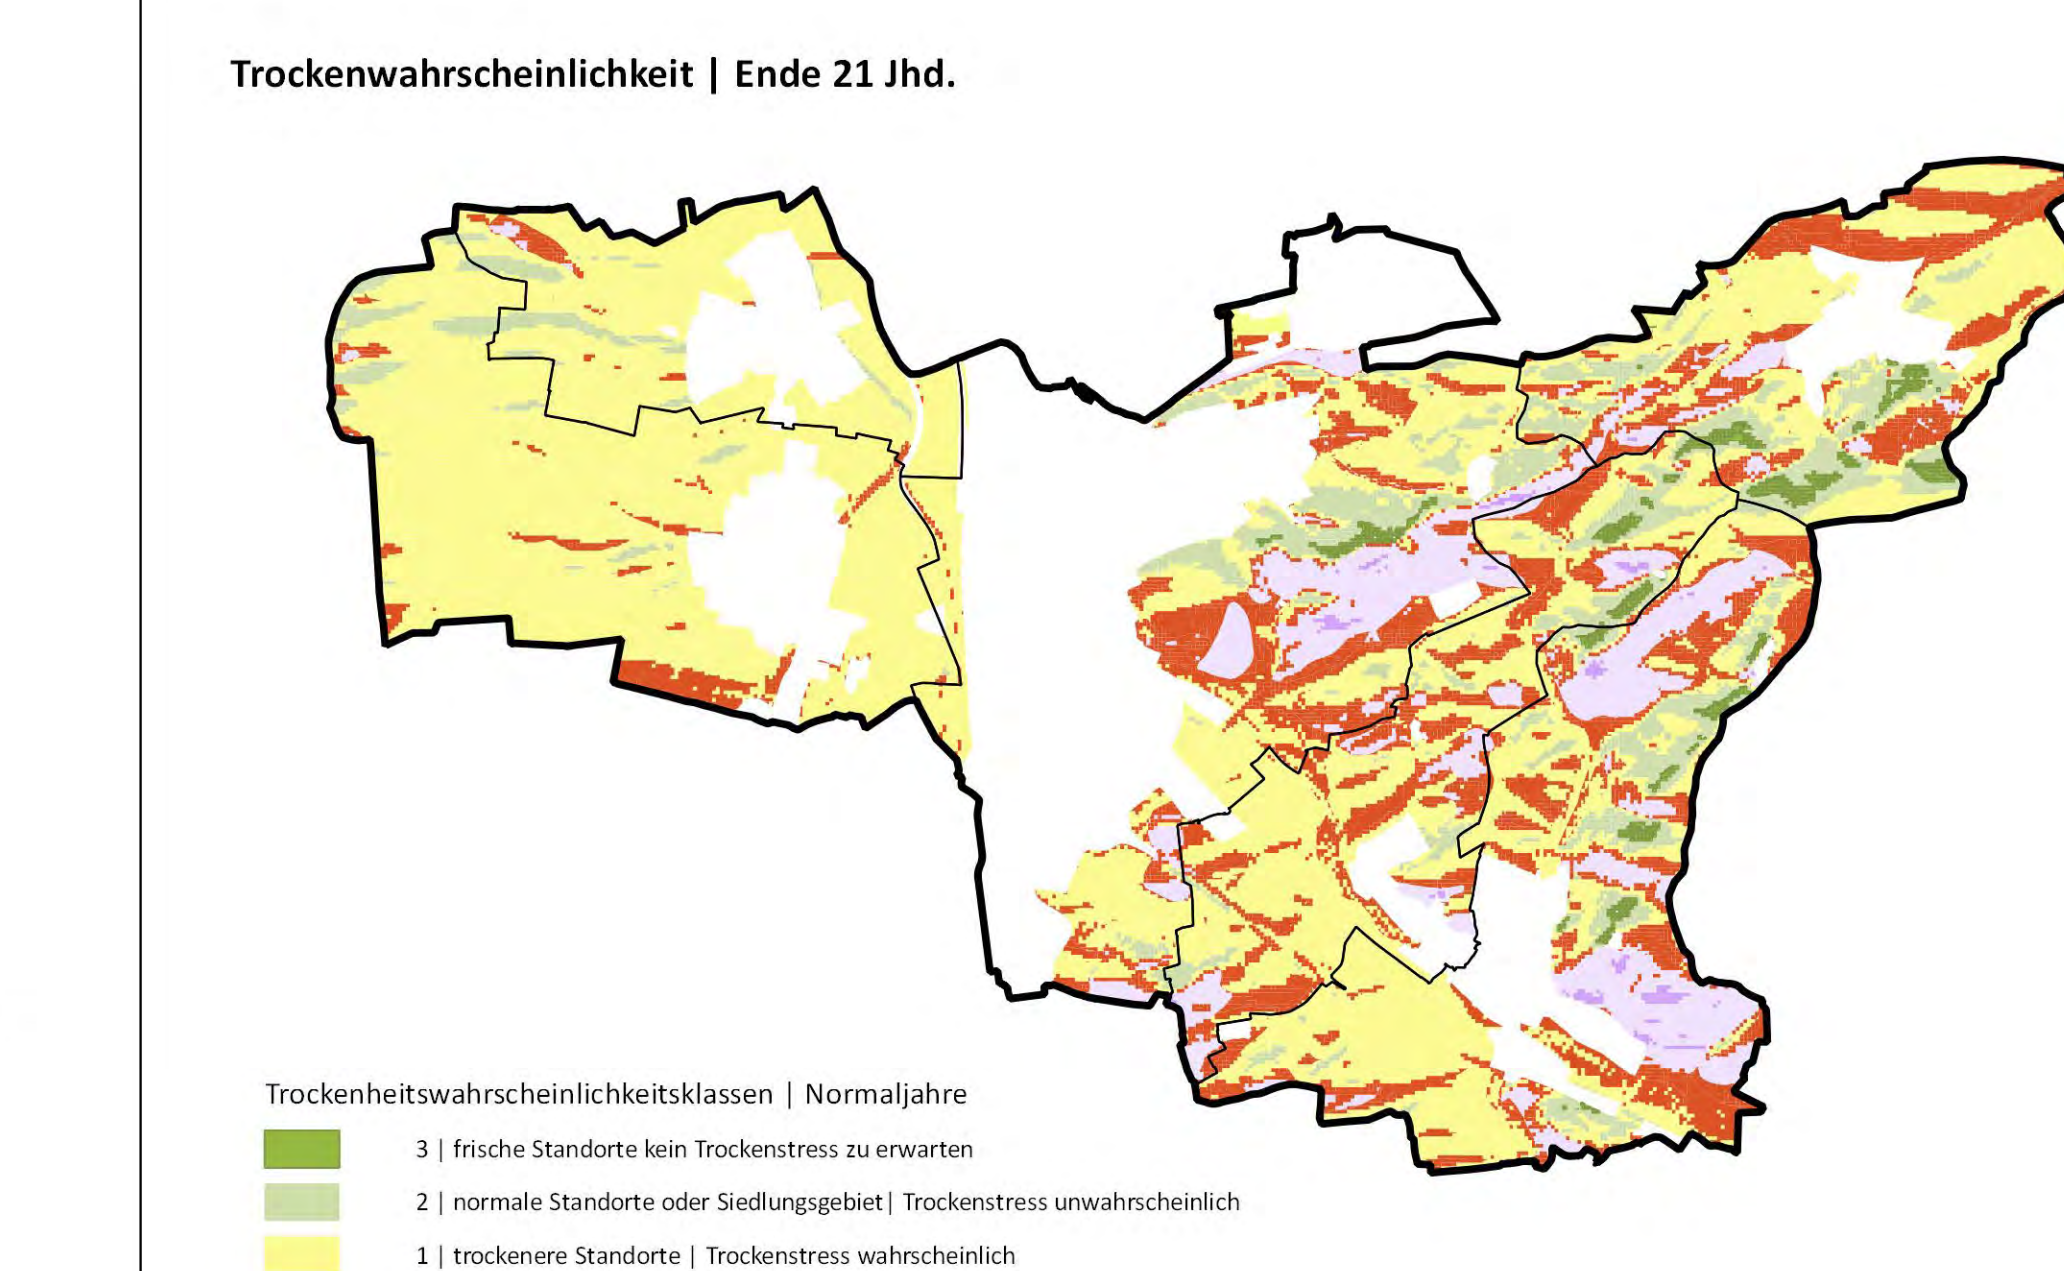 Trockenwahrscheinlichkeit | Ende 21 Jhd.
Trockenheitswahrscheinlichkeitsklassen | Normaljahre
3 | frische Standorte kein Trockenstress zu erwarten
2 | normale Standorte oder Siedlungsgebiet| Trockenstress unwahrscheinlich
1 | trockenere Standorte | Trockenstress wahrscheinlich